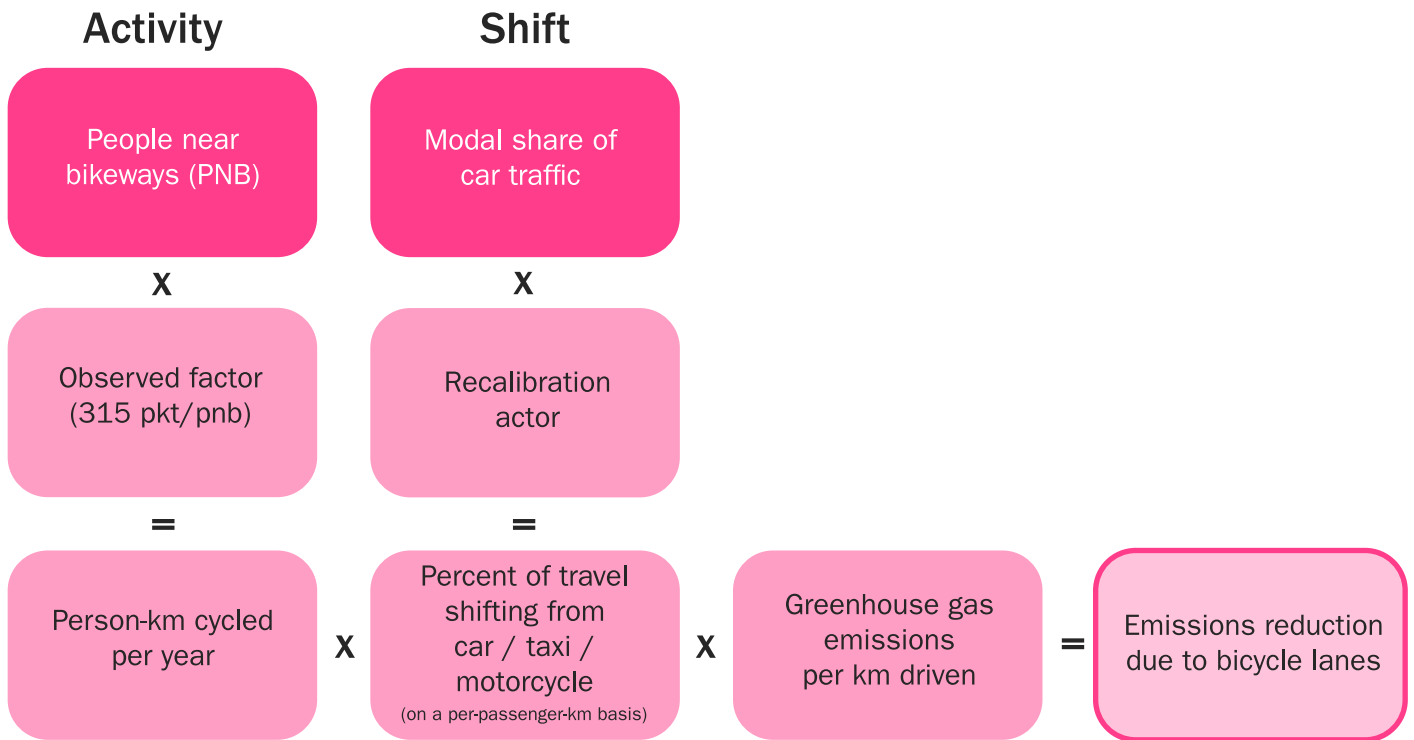 Activity
Shift
People near
bikeways (PNB)
Modal share of
car traffic
x
x
Observed factor
(315 pkt/pnb)
Recalibration
actor
=
=
Person-km cycled
per year
x
Percent of travel
shifting from
car / taxi /
motorcycle
(on a per-passenger-km basis)
x
Greenhouse gas
emissions
per km driven
=
Emissions reduction
due to bicycle lanes